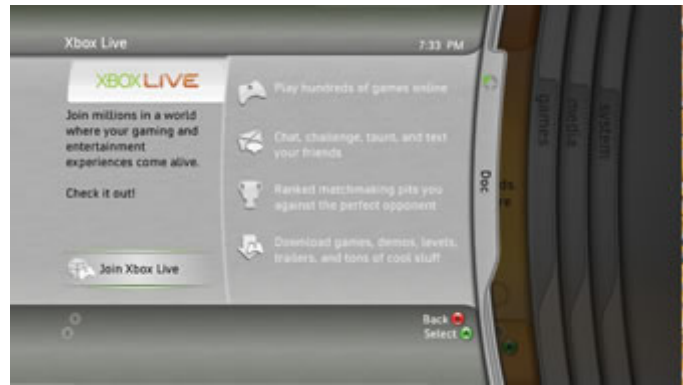 Xbox Live
7:33 PM
XBOX LIVE
Join millions in a world
where your gaming and
entertainment
experiences come alive.
Check it out!
Join Xbox Live
Play hundreds of games online
Chat, challenge, taunt, and text
your friends
Ranked matchmaking pits you
against the perfect opponent
Download games, demos, levels,
trailers, and tons of cool stuff
Back
Select
Doc
games
media
system